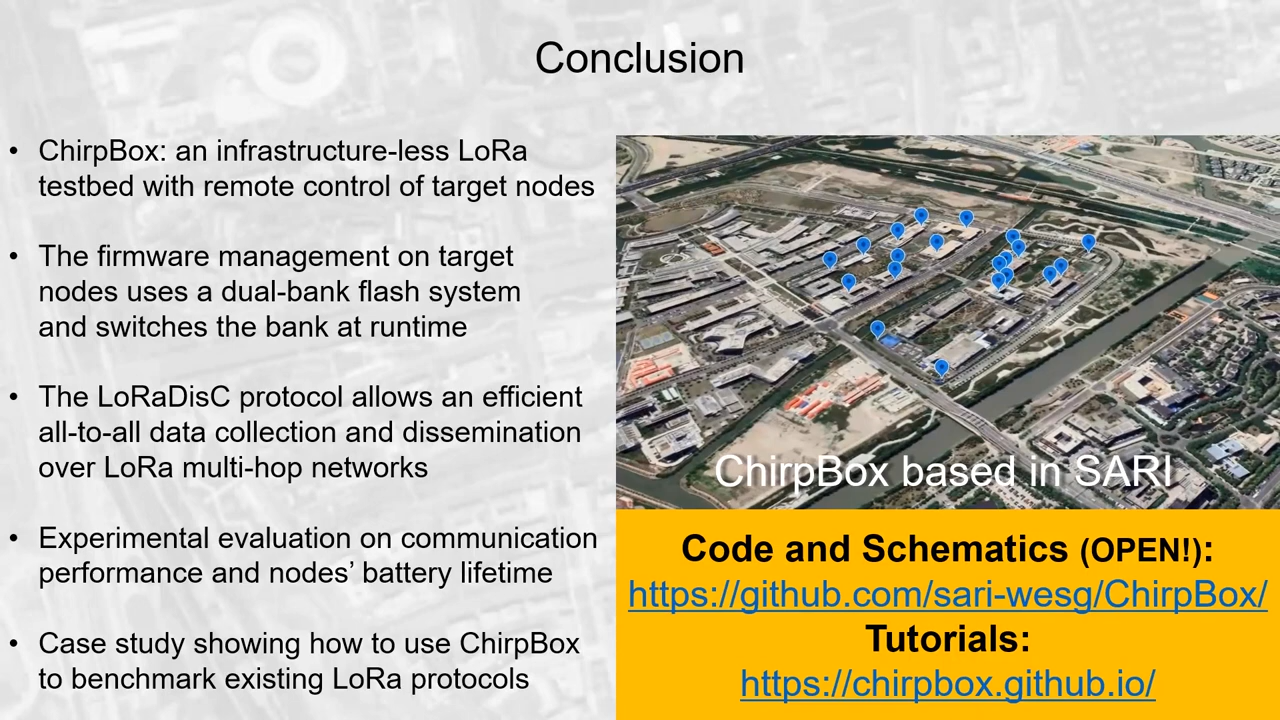 Conclusion
• ChirpBox: an infrastructure-less LoRa
testbed with remote control of target nodes
• The firmware management on target
nodes uses a dual-bank flash system
and switches the bank at runtime
• The LoRaDisC protocol allows an efficient
all-to-all data collection and dissemination
over LoRa multi-hop networks
• Experimental evaluation on communication
performance and nodes’ battery lifetime
• Case study showing how to use ChirpBox
to benchmark existing LoRa protocols
ChirpBox based in SARI
Code and Schematics (OPEN!):
https://github.com/sari-wesg/ChirpBox/
Tutorials:
https://chirpbox.github.io/